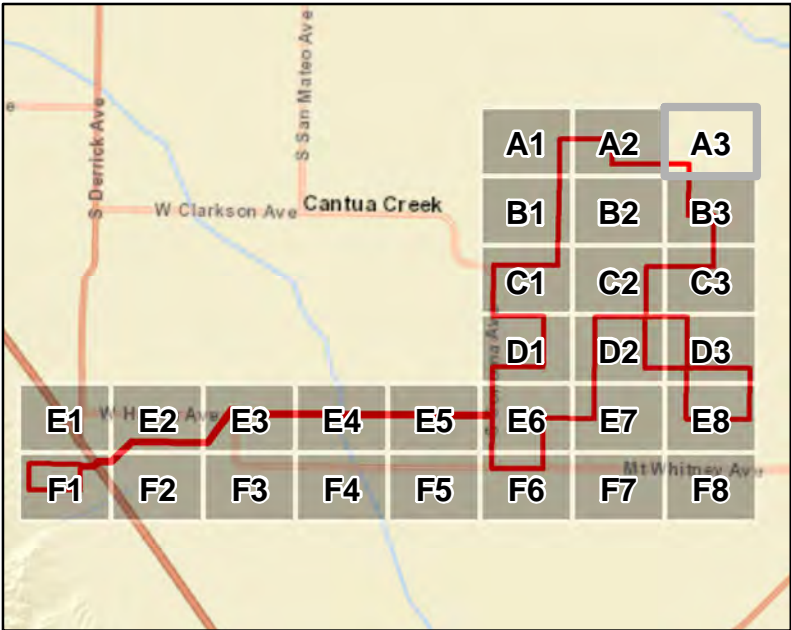 S San Mateo Ave
S Derrick Ave
e
A1 A2 A3
W Clarkson Ave Cantua Creek
B1 B2 B3
C1 C2 C3
D1 D2 D3
E1 E2 E3 E4 E5 E6 E7 E8
Mt Whitney Ave
F1 F2 F3 F4 F5 F6 F7 F8